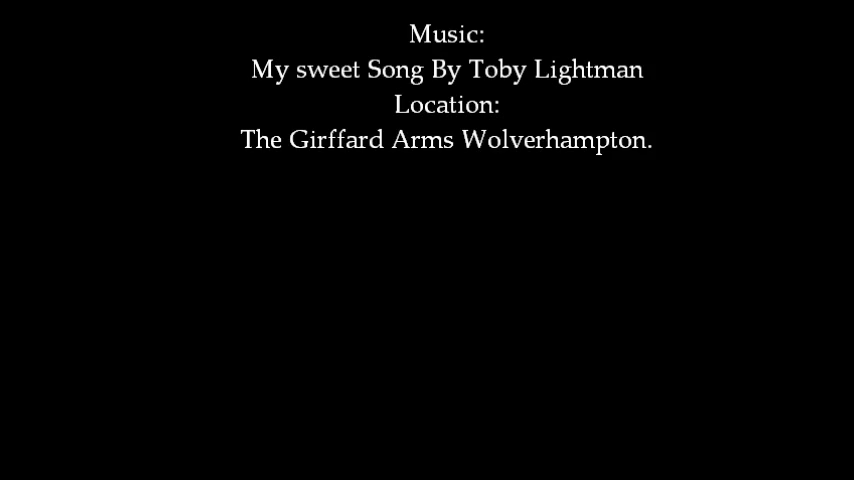 Music:
My sweet Song By Toby Lightman
Location:
The Girffard Arms Wolverhampton.